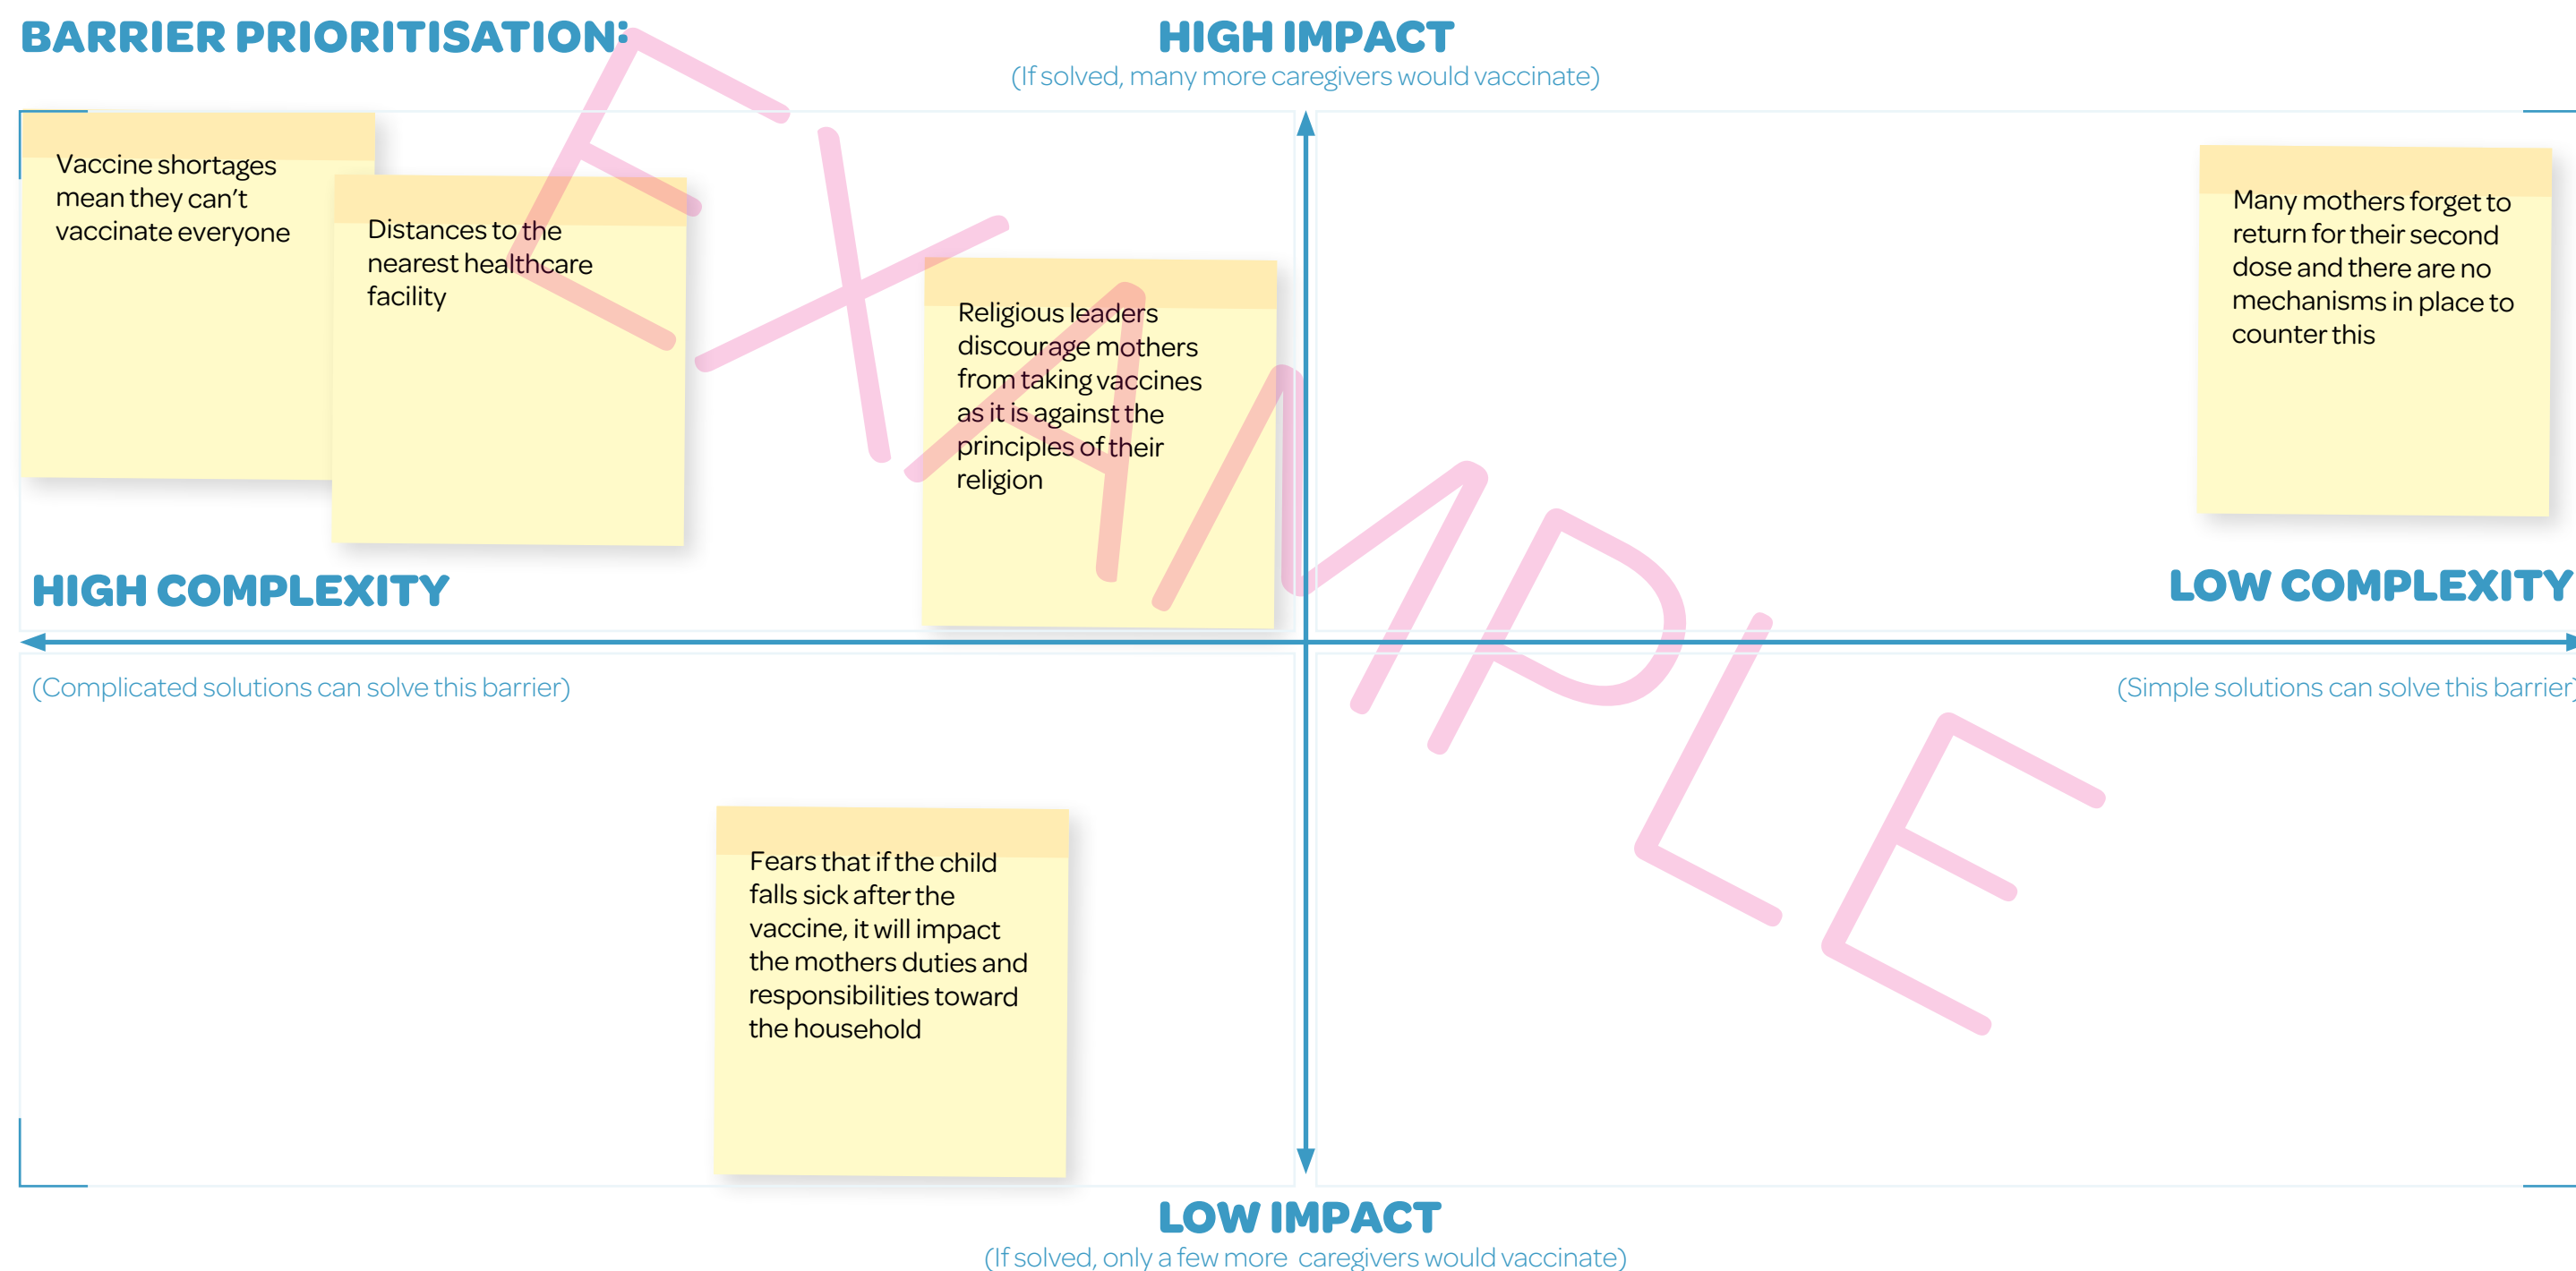 BARRIER PRIORITISATION:
HIGH IMPACT
(If solved, many more caregivers would vaccinate)
Vaccine shortages
mean they can't
vaccinate everyone
Distances to the
nearest healthcare
facility
Religious leaders
discourage mothers
from taking vaccines
as it is against the
principles of their
religion
Many mothers forget to
return for their second
dose and there are no
mechanisms in place to
counter this
HIGH COMPLEXITY
LOW COMPLEXITY
(Complicated solutions can solve this barrier)
(Simple solutions can solve this barrier)
Fears that if the child
falls sick after the
vaccine, it will impact
the mothers duties and
responsibilities toward
the household
LOW IMPACT
(If solved, only a few more caregivers would vaccinate)
EXAMPLE